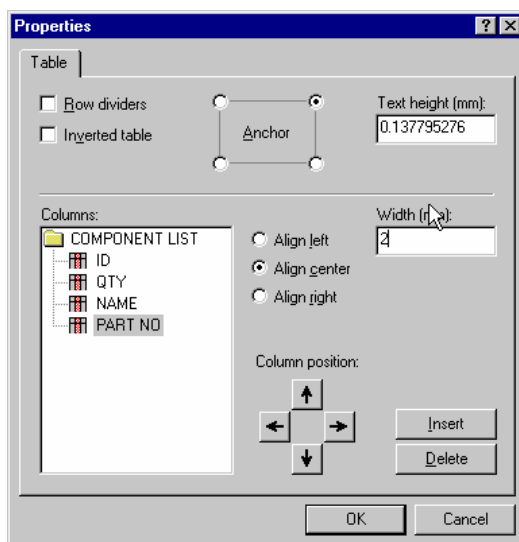 Properties
Table
Row dividers
Inverted table
Anchor
Text height (mm):
0.137795276
Columns:
COMPONENT LIST
ID
QTY
NAME
PART NO
Align left
Align center
Align right
Width
2
Column position:
Insert
Delete
OK
Cancel